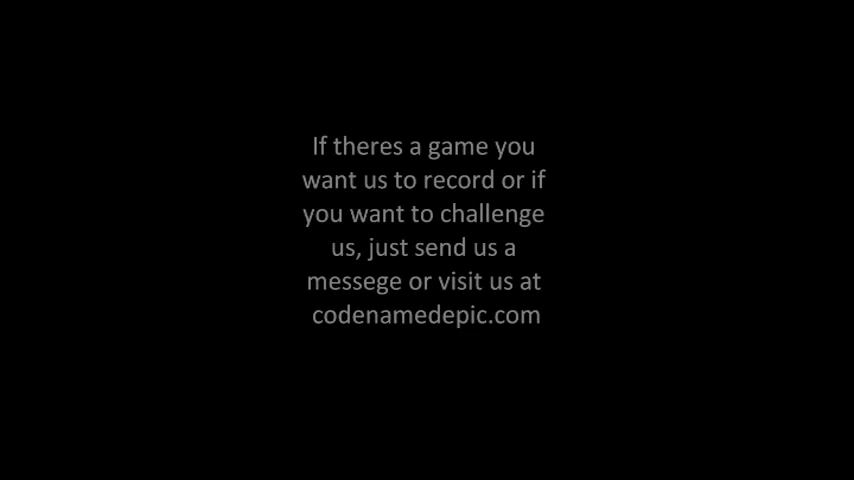 If theres a game you
want us to record or if
you want to challenge
us, just send us a
messege or visit us at
codenamedepic.com